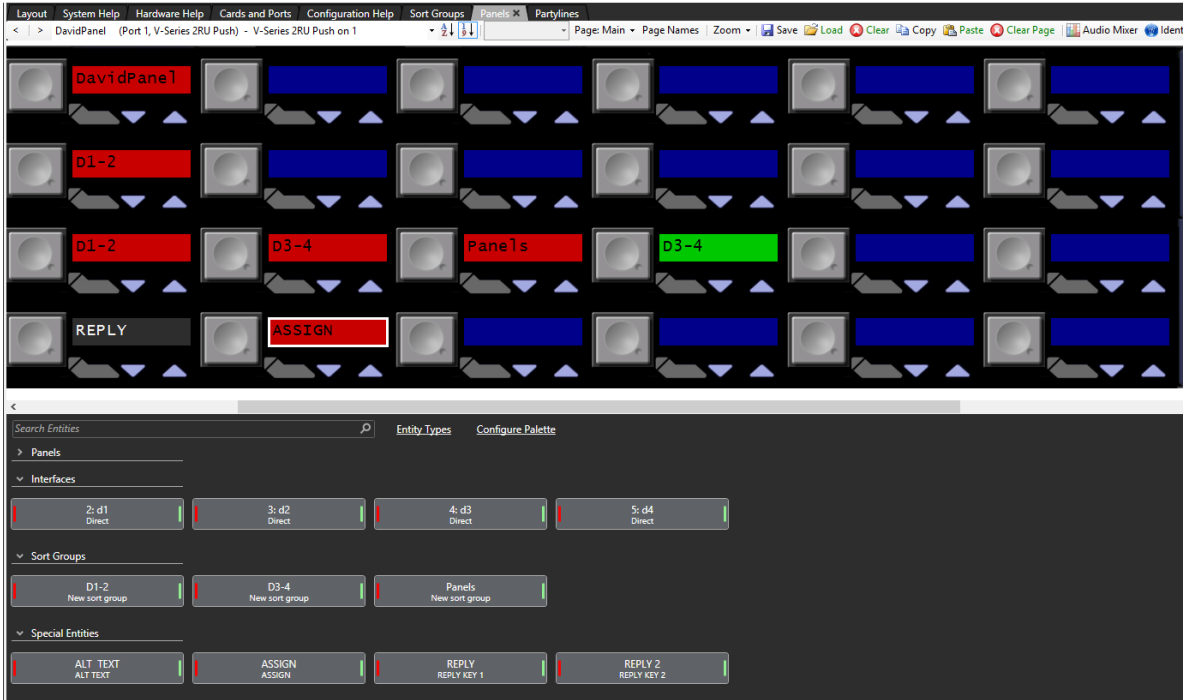 Layout System Help Hardware Help Cards and Ports Configuration Help Sort Groups Panels Partylines
< > DavidPanel (Port 1, V-Series 2RU Push) - V-Series 2RU Push on 1 Page: Main Page Names Zoom Save Load Clear Copy Paste Clear Page Audio Mixer Ident
DavidPanel
D1-2
D1-2 D3-4 Panels D3-4
REPLY ASSIGN
Search Entities Entity Types Configure Palette
Panels
Interfaces
2: d1 3: d2 4: d3 5: d4
Direct Direct Direct Direct
Sort Groups
D1-2 D3-4 Panels
New sort group New sort group New sort group
Special Entities
ALT TEXT ASSIGN REPLY REPLY 2
ALT TEXT ASSIGN REPLY KEY 1 REPLY KEY 2